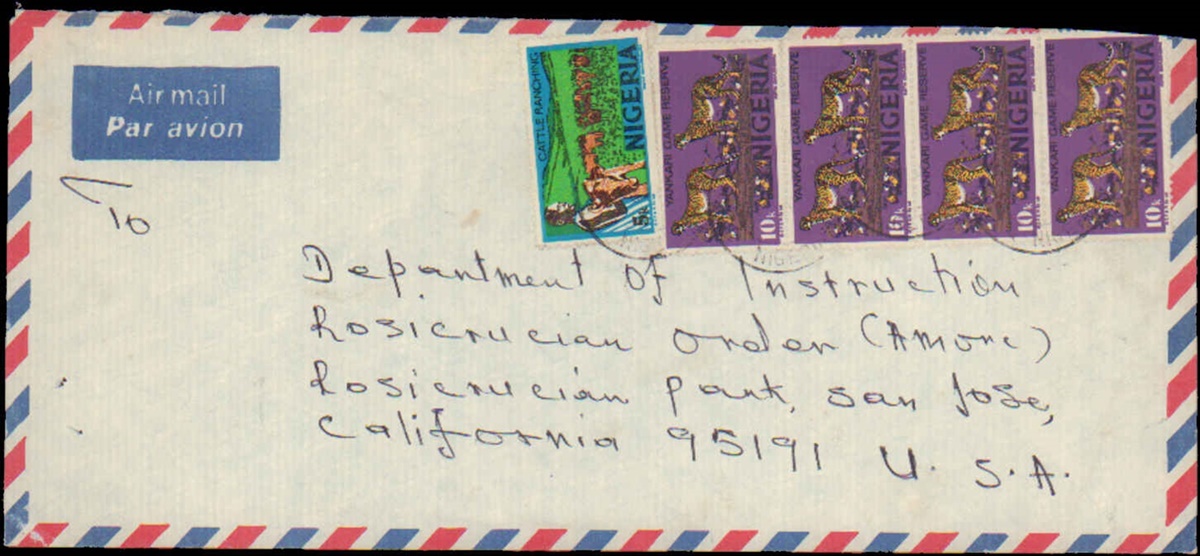 Air mail
Par avion
CATTLE RANCHING
NIGERIA
5k
YANKARI GAME RESERVE
NIGERIA
10k
YANKARI GAME RESERVE
NIGERIA
10k
YANKARI GAME RESERVE
NIGERIA
10k
YANKARI GAME RESERVE
NIGERIA
10k
To
Department Of Instruction
Rosicrucian order (Amorc)
Rosicrucian park, san Jose,
California 95191 U. S. A.